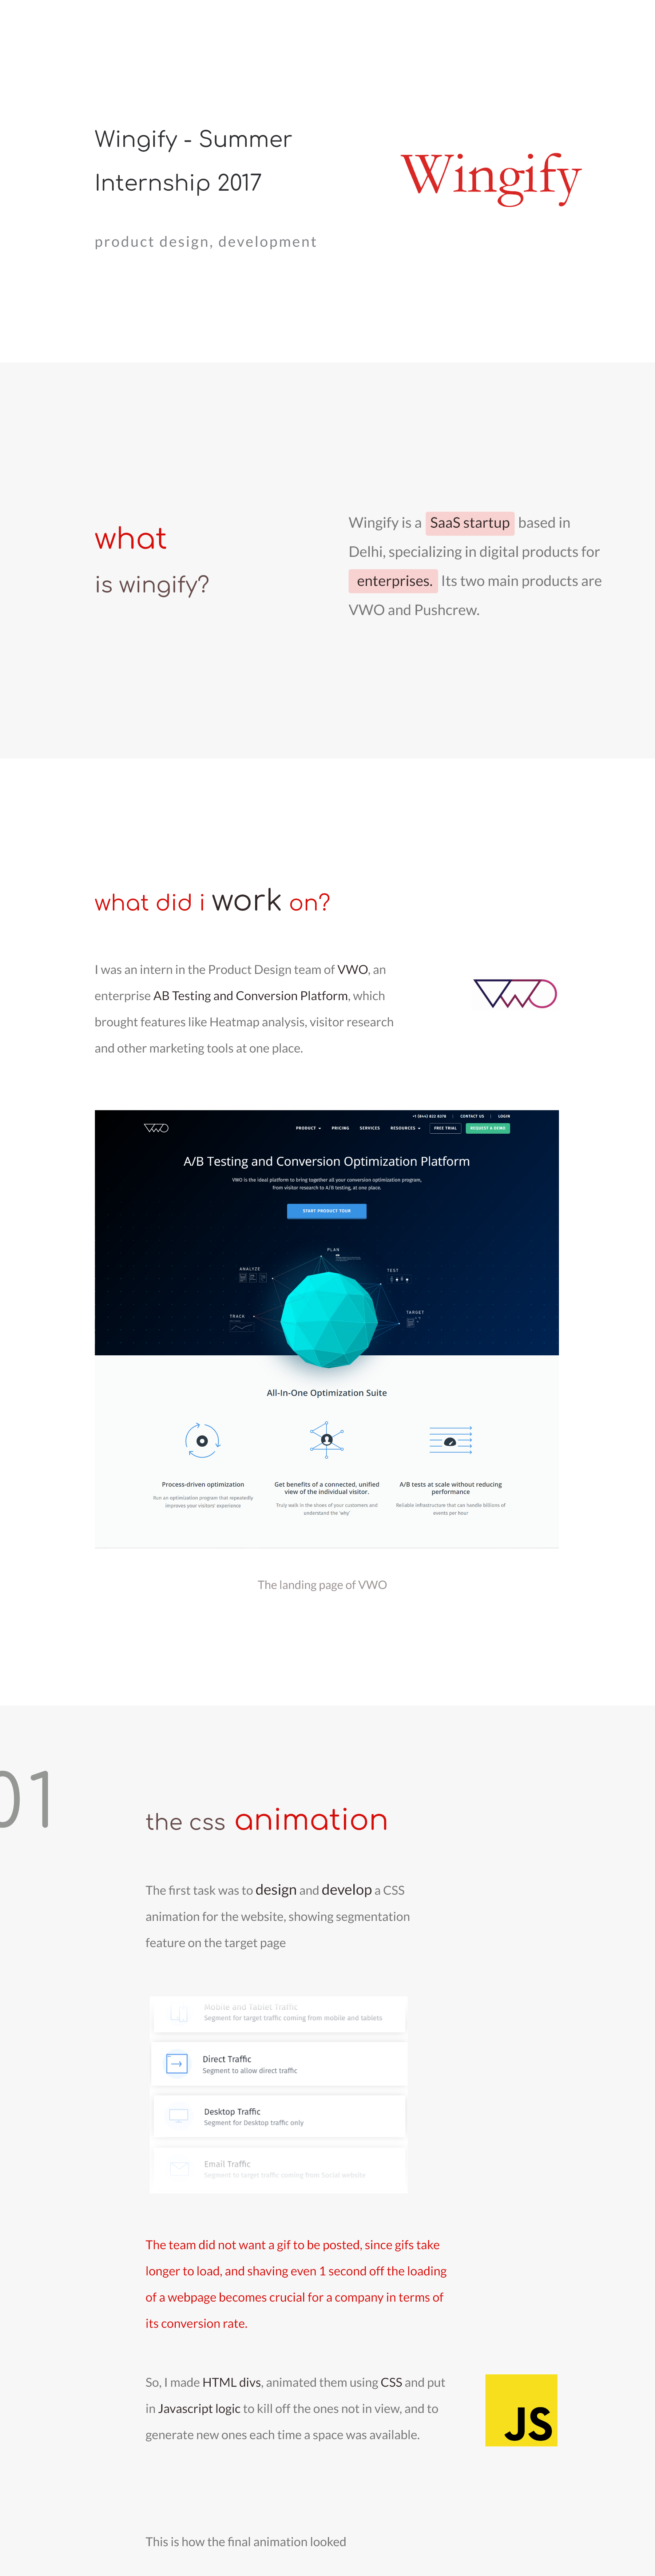 Wingify - Summer
Internship 2017
Wingify
product design, development
what
is wingify?
Wingify is a SaaS startup based in
Delhi, specializing in digital products for
enterprises. Its two main products are
VWO and Pushcrew.
what did i work on?
I was an intern in the Product Design team of VWO, an
enterprise AB Testing and Conversion Platform, which
brought features like Heatmap analysis, visitor research
and other marketing tools at one place.
VWO
+1 (844) 822 8378 | CONTACT US | LOGIN
VWO
PRODUCT PRICING SERVICES RESOURCES FREE TRIAL REQUEST A DEMO
A/B Testing and Conversion Optimization Platform
VWO is the ideal platform to bring together all your conversion optimization program,
from visitor research to A/B testing, at one place.
START PRODUCT TOUR
PLAN
ANALYZE
TEST
TRACK
TARGET
All-In-One Optimization Suite
Process-driven optimization
Run an optimization program that repeatedly
improves your visitors' experience
Get benefits of a connected, unified
view of the individual visitor.
Truly walk in the shoes of your customers and
understand the 'why'
A/B tests at scale without reducing
performance
Reliable infrastructure that can handle billions of
events per hour
The landing page of VWO
01
the css animation
The first task was to design and develop a CSS
animation for the website, showing segmentation
feature on the target page
Mobile and Tablet Traffic
Segment for target traffic coming from mobile and tablets
Direct Traffic
Segment to allow direct traffic
Desktop Traffic
Segment for Desktop traffic only
Email Traffic
Segment to target traffic coming from Social website
The team did not want a gif to be posted, since gifs take
longer to load, and shaving even 1 second off the loading
of a webpage becomes crucial for a company in terms of
its conversion rate.
So, I made HTML divs, animated them using CSS and put
in Javascript logic to kill off the ones not in view, and to
generate new ones each time a space was available.
JS
This is how the final animation looked